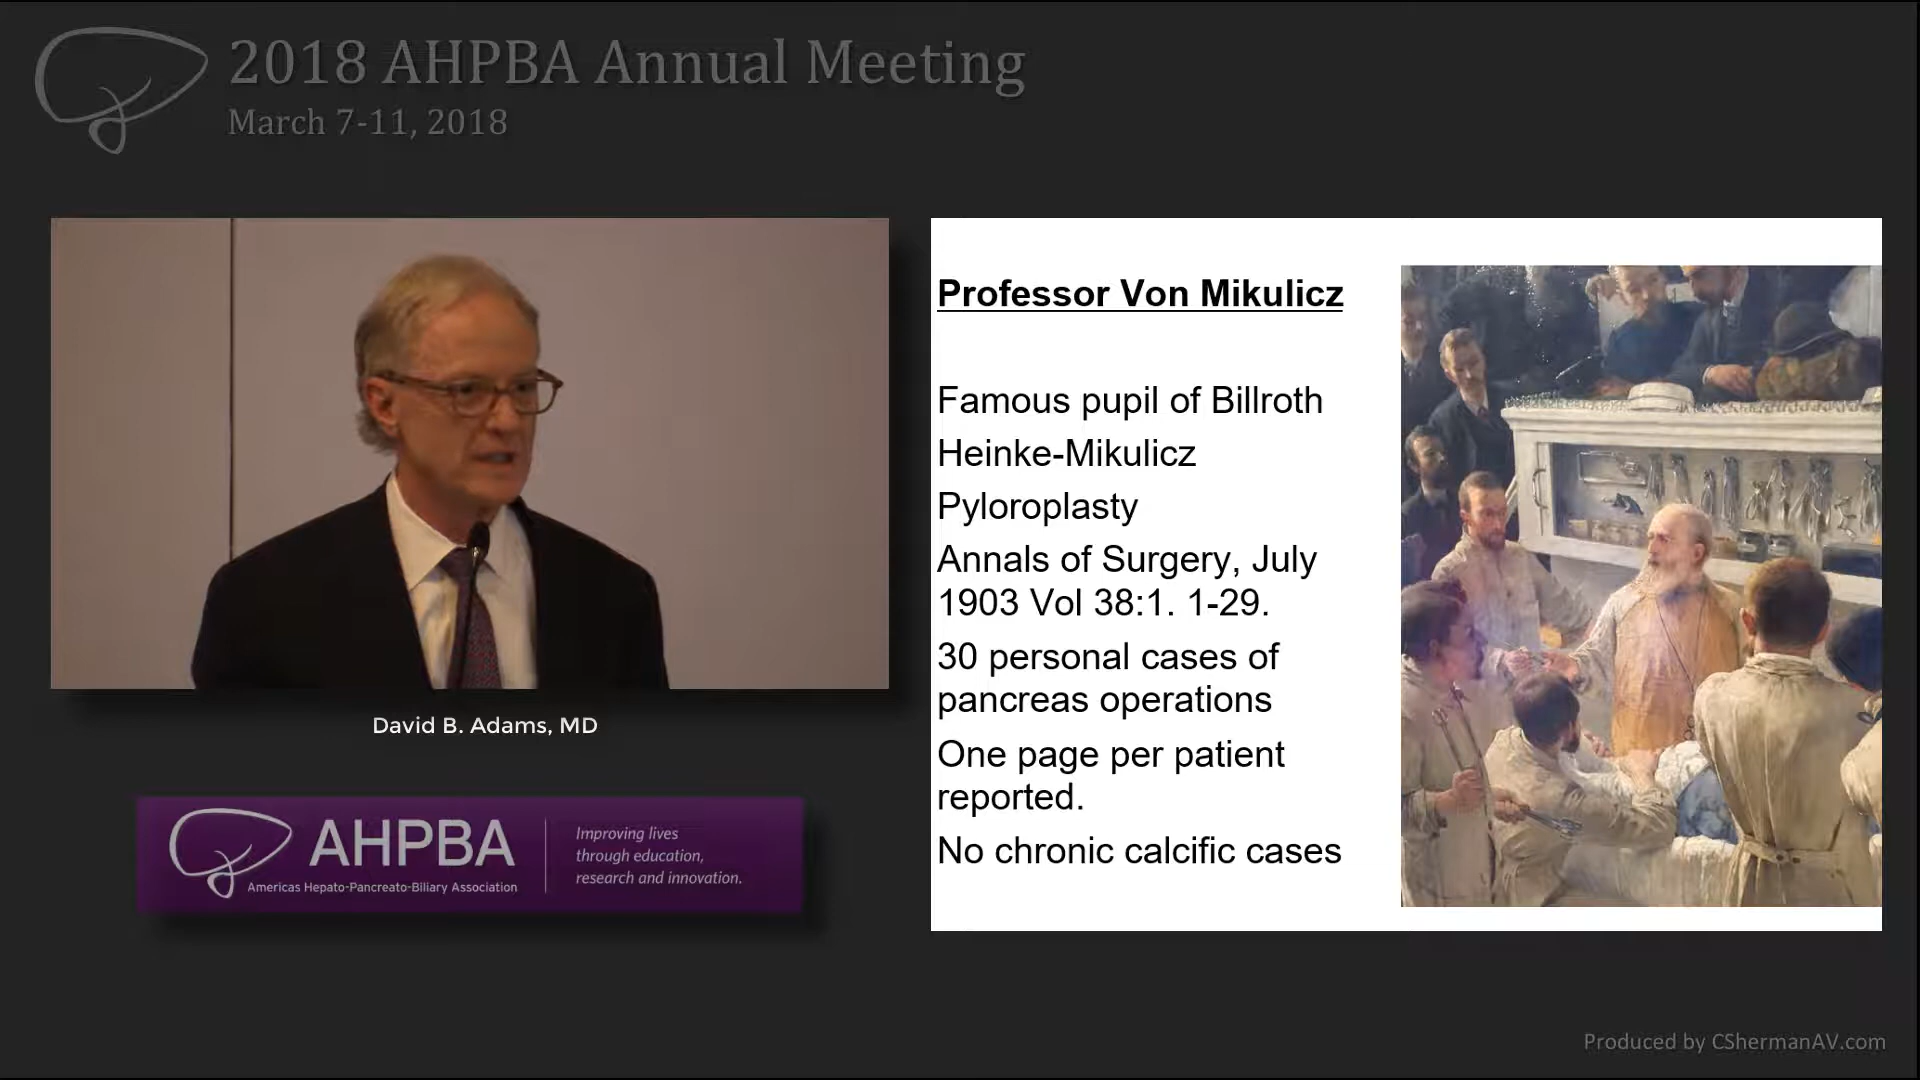 2018 AHPBA Annual Meeting
March 7-11, 2018
Professor Von Mikulicz
Famous pupil of Billroth
Heinke-Mikulicz
Pyloroplasty
Annals of Surgery, July
1903 Vol 38:1. 1-29.
30 personal cases of
pancreas operations
One page per patient
reported.
No chronic calcific cases
David B. Adams, MD
AHPBA
Americas Hepato-Pancreato-Biliary Association
Improving lives
through education,
research and innovation.
Produced by CShermanAV.com